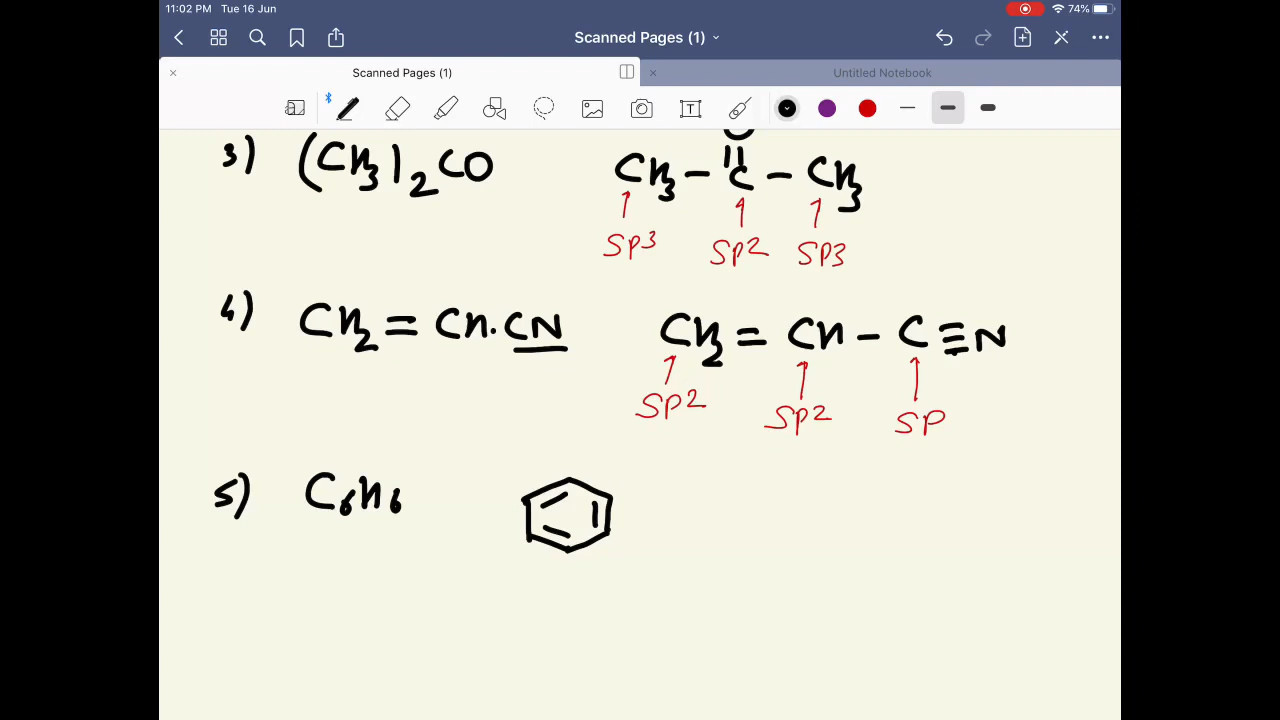 11:02 PM Tue 16 Jun
74%
Scanned Pages (1)
Scanned Pages (1)
Untitled Notebook
3) (CH3)2CO CH3 - C - CH3
O
SP3 SP2 SP3
4) CH2 = CH.CN CH2 = CH - C ≡ N
SP2 SP2 SP
5) C6H6